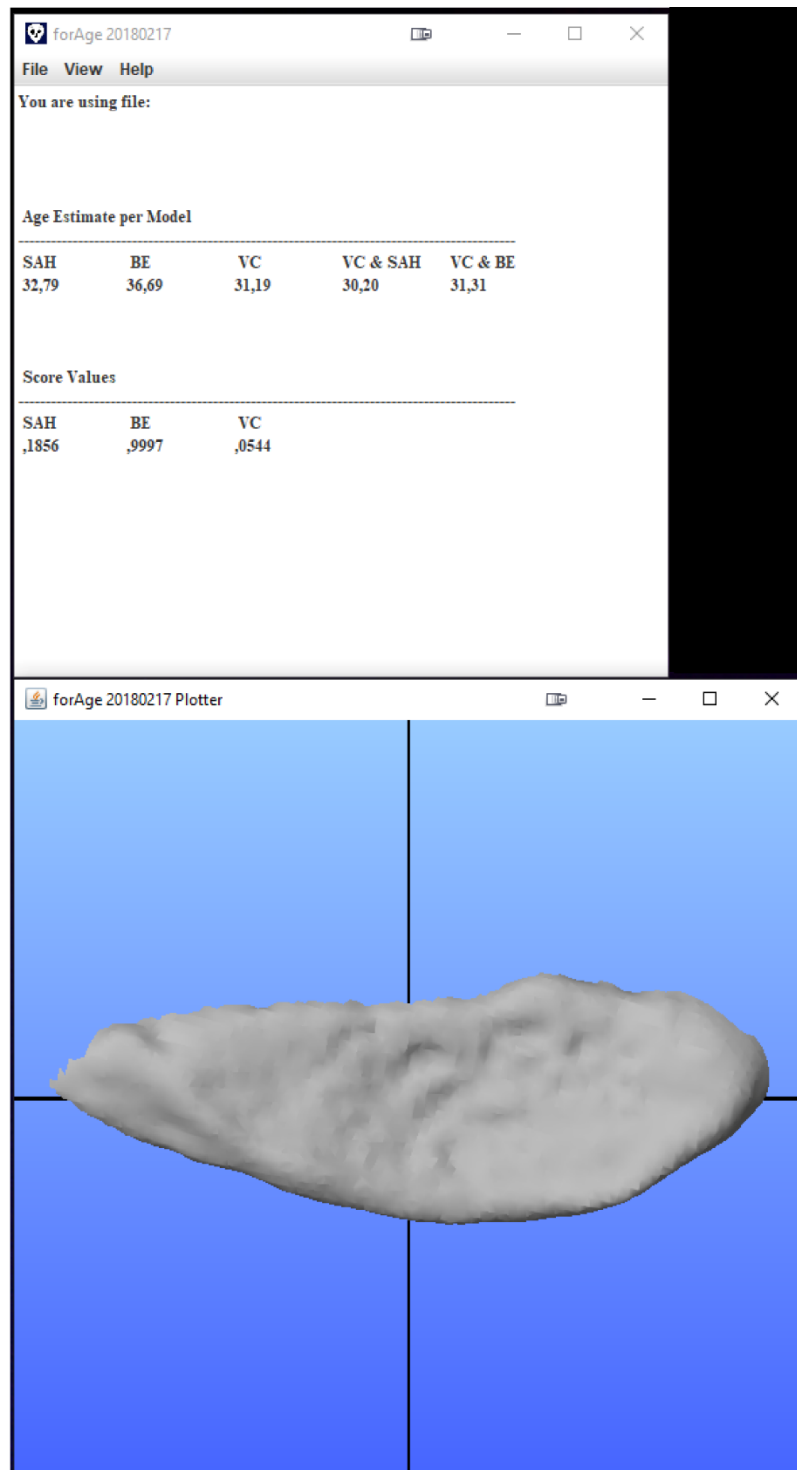 forAge 20180217
File View Help
You are using file:
Age Estimate per Model
SAH BE VC VC & SAH VC & BE
32,79 36,69 31,19 30,20 31,31
Score Values
SAH BE VC
,1856 ,9997 ,0544
forAge 20180217 Plotter